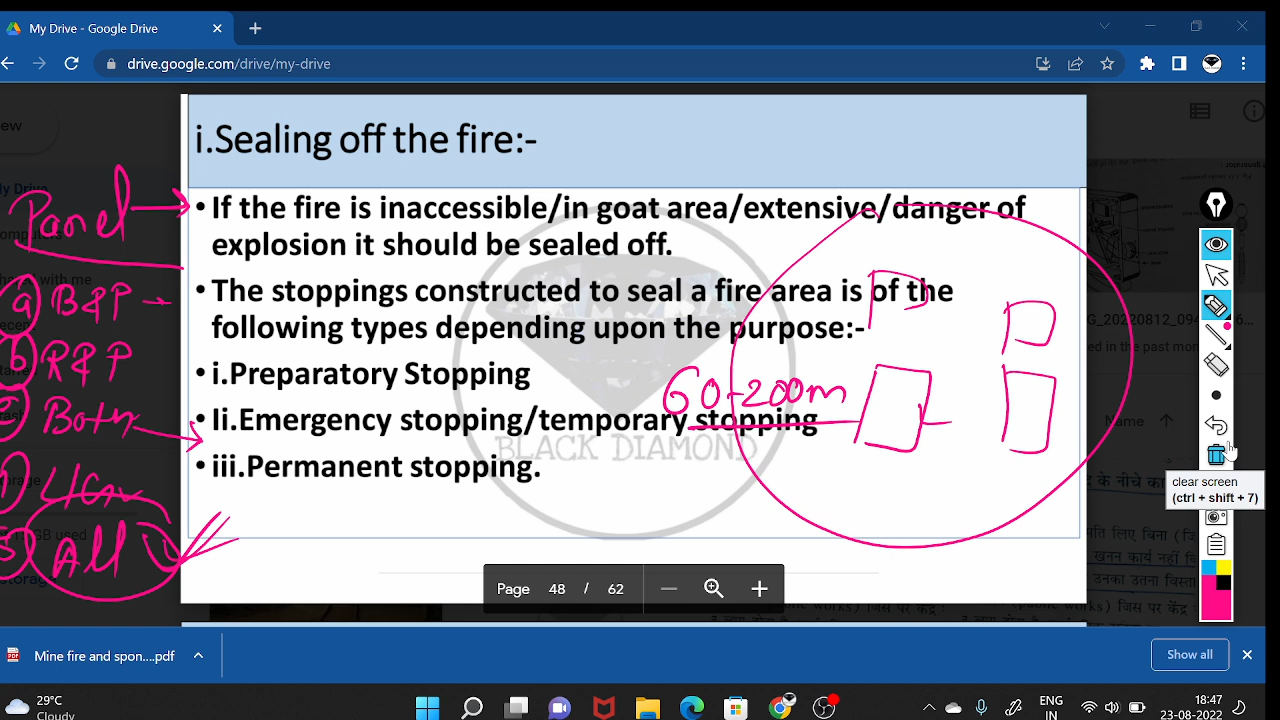 My Drive - Google Drive
drive.google.com/drive/my-drive
i.Sealing off the fire:-
• If the fire is inaccessible/in goat area/extensive/danger of
explosion it should be sealed off.
• The stoppings constructed to seal a fire area is of the
following types depending upon the purpose:-
• i.Preparatory Stopping
• Ii.Emergency stopping/temporary stopping
• iii.Permanent stopping.
BLACK DIAMOND
Panel
a B&P
b R&P
Both
All
60-200m
Name
clear screen
(ctrl + shift + 7)
Page 48 / 62
Mine fire and spon....pdf
Show all
29°C
Cloudy
ENG
IN
18:47
23-08-2022